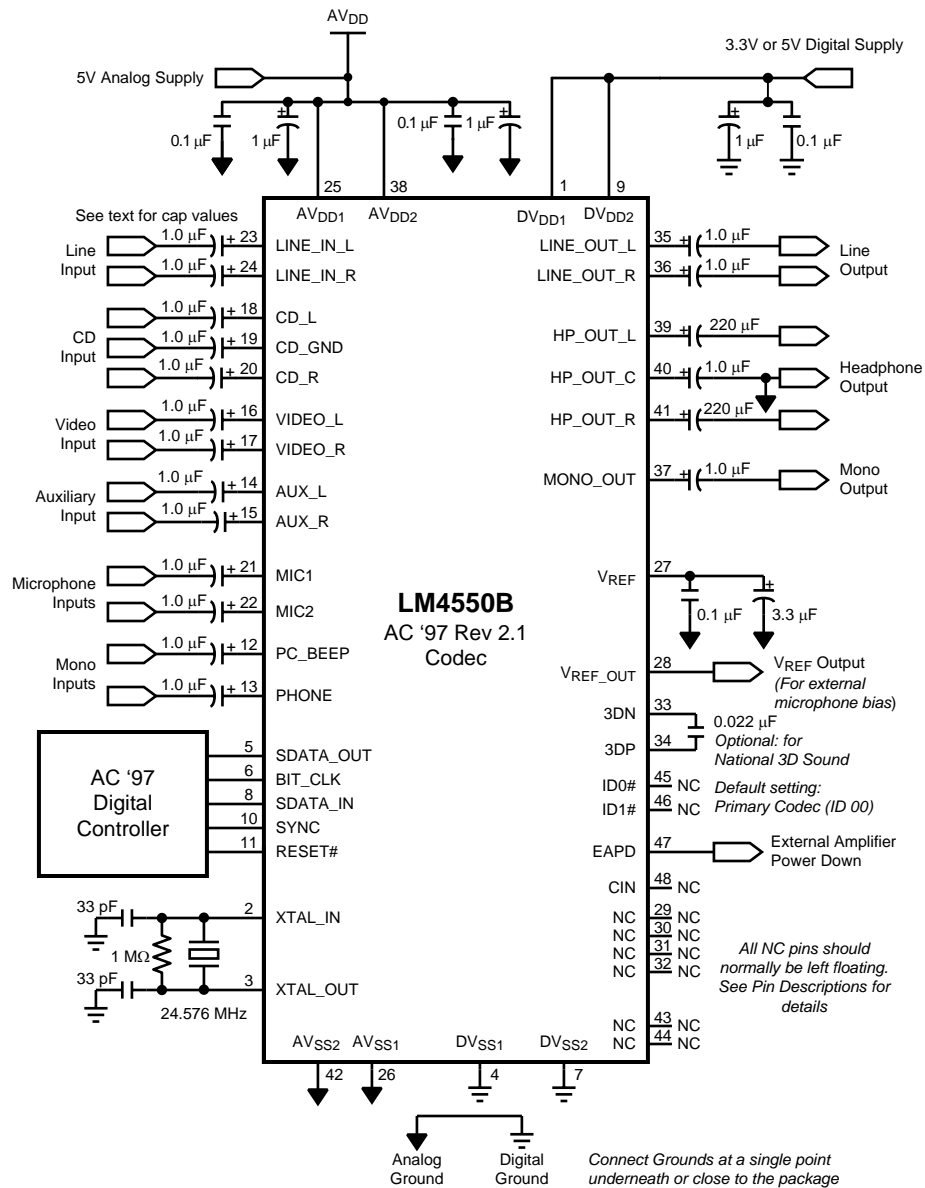 AVDD
5V Analog Supply
3.3V or 5V Digital Supply
0.1 μF
1 μF
0.1 μF
1 μF
1 μF
0.1 μF
25
38
1
9
See text for cap values
AVDD1
AVDD2
DVDD1
DVDD2
Line
Input
1.0 μF
+ 23
LINE_IN_L
1.0 μF
+ 24
LINE_IN_R
CD
Input
1.0 μF
+ 18
CD_L
1.0 μF
+ 19
CD_GND
1.0 μF
+ 20
CD_R
Video
Input
1.0 μF
+ 16
VIDEO_L
1.0 μF
+ 17
VIDEO_R
Auxiliary
Input
1.0 μF
+ 14
AUX_L
1.0 μF
+ 15
AUX_R
Microphone
Inputs
1.0 μF
+ 21
MIC1
1.0 μF
+ 22
MIC2
Mono
Inputs
1.0 μF
+ 12
PC_BEEP
1.0 μF
+ 13
PHONE
LM4550B
AC ‘97 Rev 2.1
Codec
LINE_OUT_L
35 +
1.0 μF
LINE_OUT_R
36 +
1.0 μF
Line
Output
HP_OUT_L
39 +
220 μF
HP_OUT_C
40 +
1.0 μF
HP_OUT_R
41 +
220 μF
Headphone
Output
MONO_OUT
37 +
1.0 μF
Mono
Output
VREF
27
0.1 μF
+
3.3 μF
VREF_OUT
28
VREF Output
(For external
microphone bias)
3DN
33
3DP
34
0.022 μF
Optional: for
National 3D Sound
ID0#
45
NC
ID1#
46
NC
Default setting:
Primary Codec (ID 00)
EAPD
47
External Amplifier
Power Down
CIN
48
NC
NC
29
NC
NC
30
NC
NC
31
NC
NC
32
NC
All NC pins should
normally be left floating.
See Pin Descriptions for
details
NC
43
NC
NC
44
NC
AC ‘97
Digital
Controller
5
SDATA_OUT
6
BIT_CLK
8
SDATA_IN
10
SYNC
11
RESET#
33 pF
2
XTAL_IN
1 MΩ
33 pF
3
XTAL_OUT
24.576 MHz
AVSS2
AVSS1
DVSS1
DVSS2
42
26
4
7
Analog
Ground
Digital
Ground
Connect Grounds at a single point
underneath or close to the package